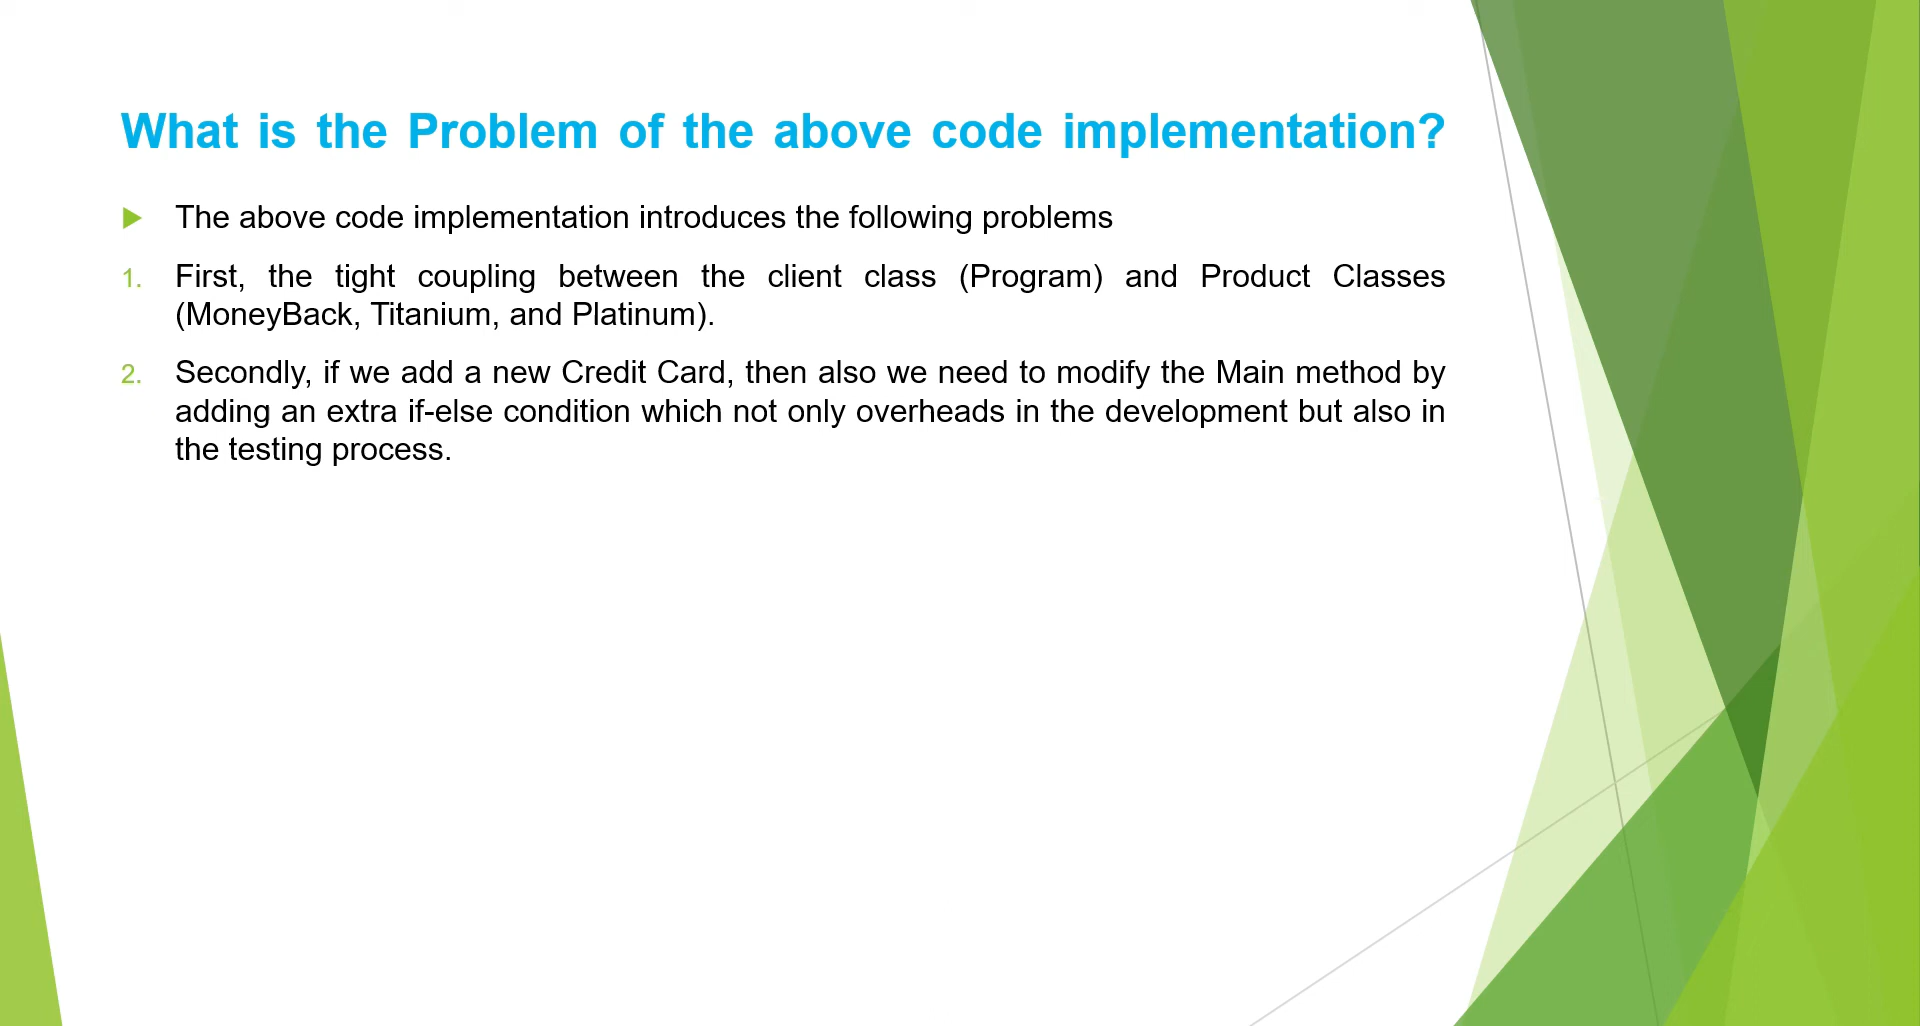 What is the Problem of the above code implementation?
The above code implementation introduces the following problems
1. First, the tight coupling between the client class (Program) and Product Classes
(MoneyBack, Titanium, and Platinum).
2. Secondly, if we add a new Credit Card, then also we need to modify the Main method by
adding an extra if-else condition which not only overheads in the development but also in
the testing process.